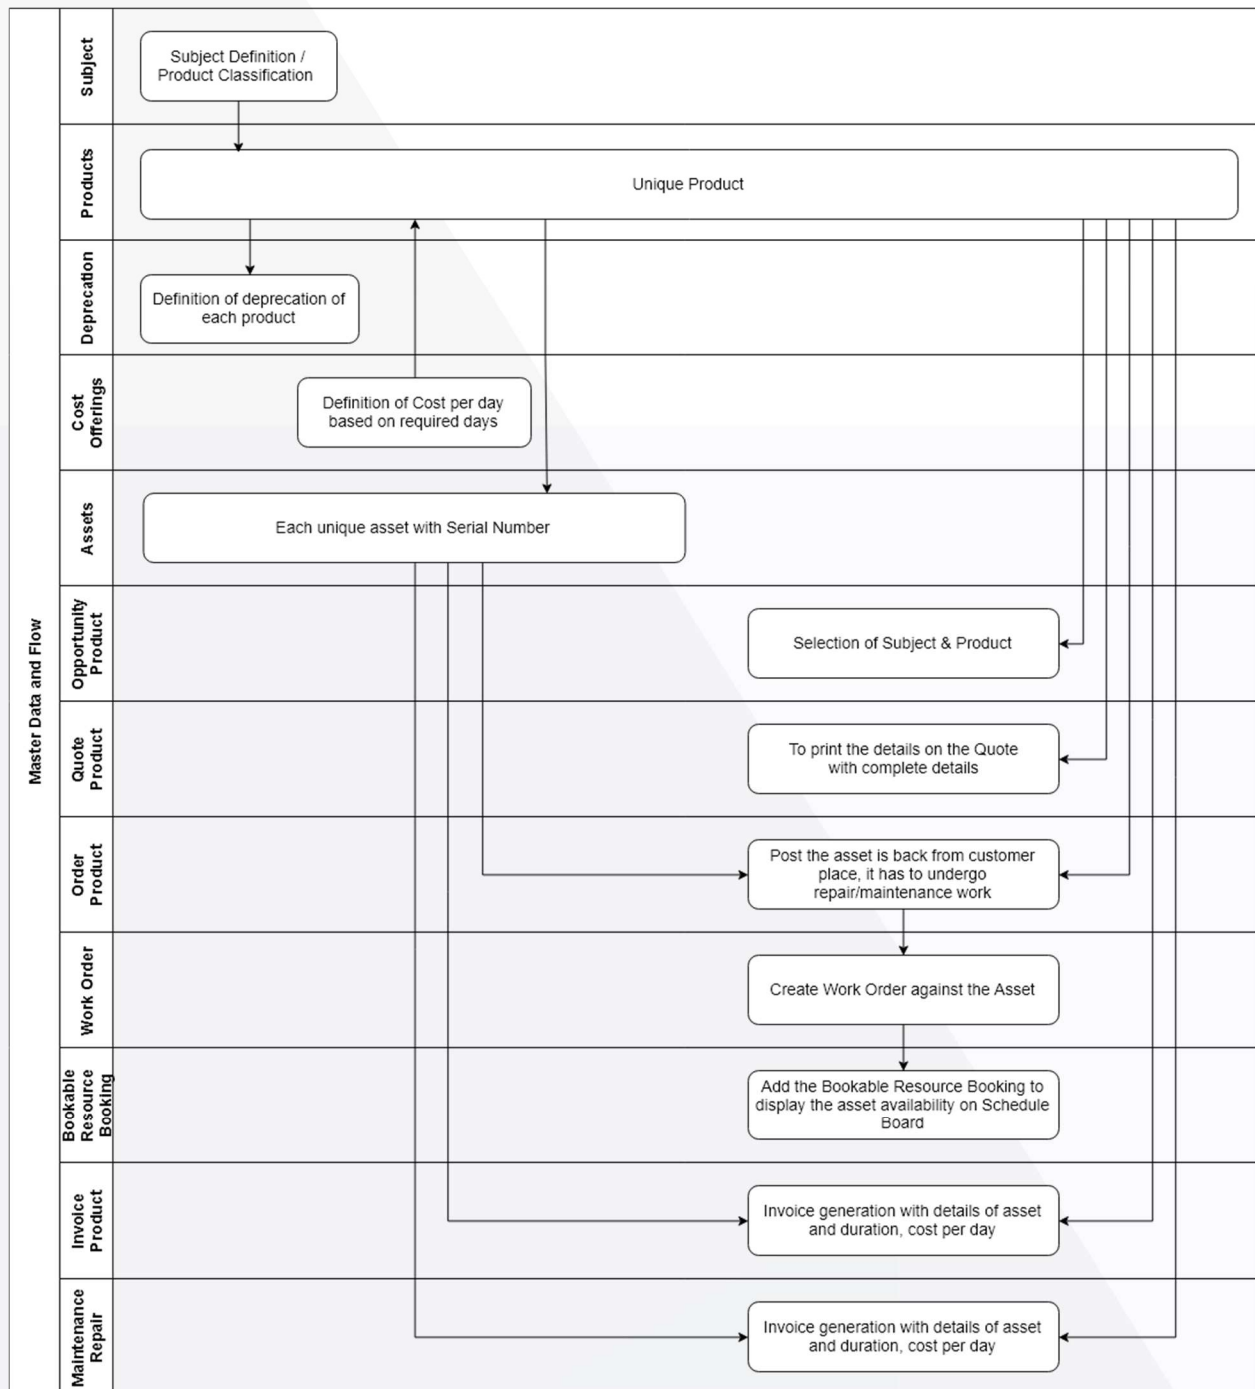 Master Data and Flow
Subject
Subject Definition /
Product Classification
Products
Unique Product
Deprecation
Definition of deprecation of
each product
Cost
Offerings
Definition of Cost per day
based on required days
Assets
Each unique asset with Serial Number
Opportunity
Product
Selection of Subject & Product
Quote
Product
To print the details on the Quote
with complete details
Order
Product
Post the asset is back from customer
place, it has to undergo
repair/maintenance work
Work Order
Create Work Order against the Asset
Bookable
Resource
Booking
Add the Bookable Resource Booking to
display the asset availability on Schedule
Board
Invoice
Product
Invoice generation with details of asset
and duration, cost per day
Maintenance
Repair
Invoice generation with details of asset
and duration, cost per day